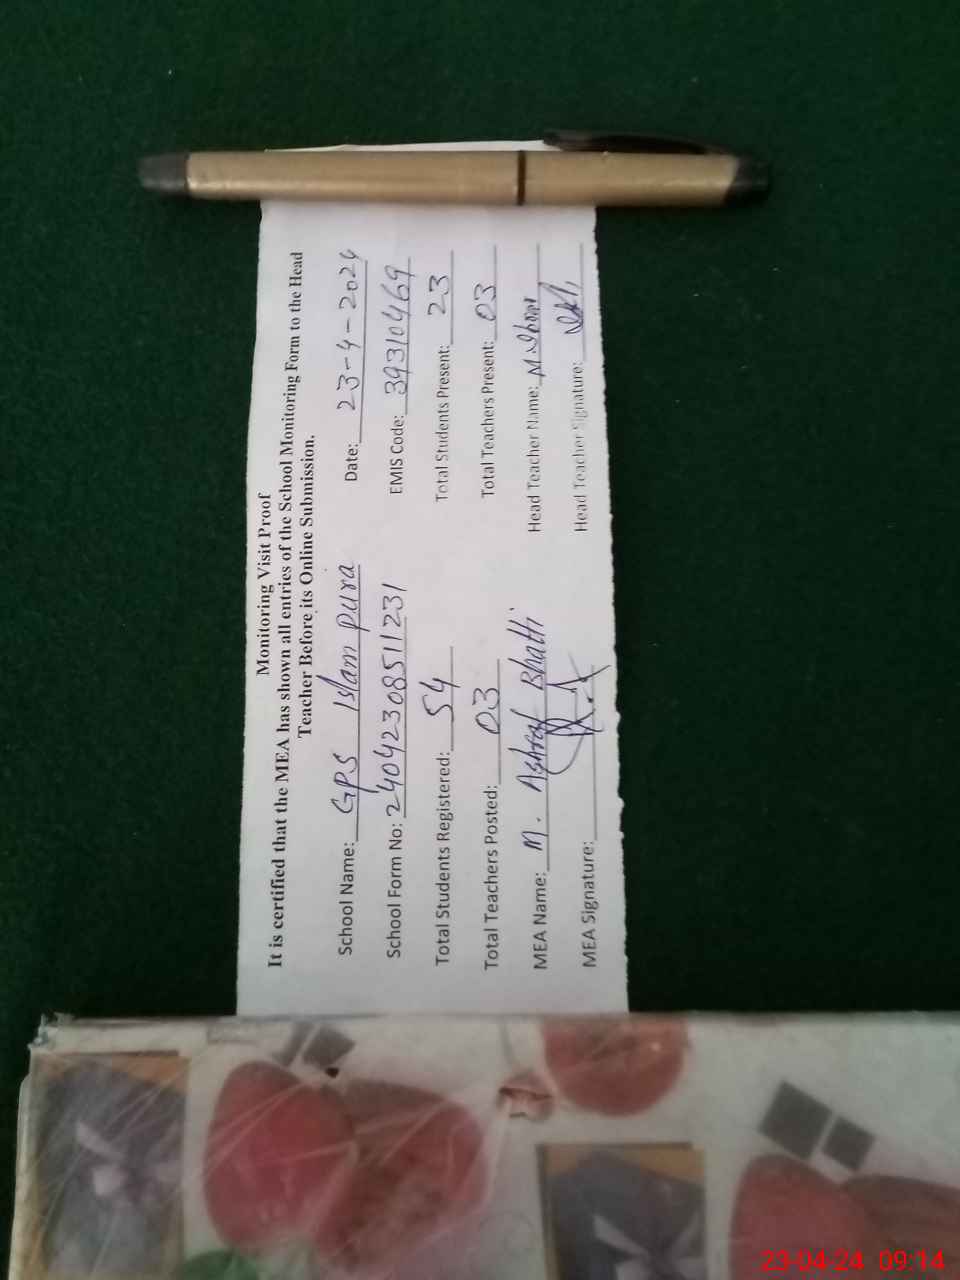 Monitoring Visit Proof
It is certified that the MEA has shown all entries of the School Monitoring Form to the Head
Teacher Before its Online Submission.
School Name: GPS Islam pura Date: 23-4-2024
School Form No: 24042308511231 EMIS Code: 39310469
Total Students Registered: 54 Total Students Present: 23
Total Teachers Posted: 03 Total Teachers Present: 03
MEA Name: M. Ashraf Bhatti Head Teacher Name: M
MEA Signature: Head Teacher Signature:
23-04-24 09:14